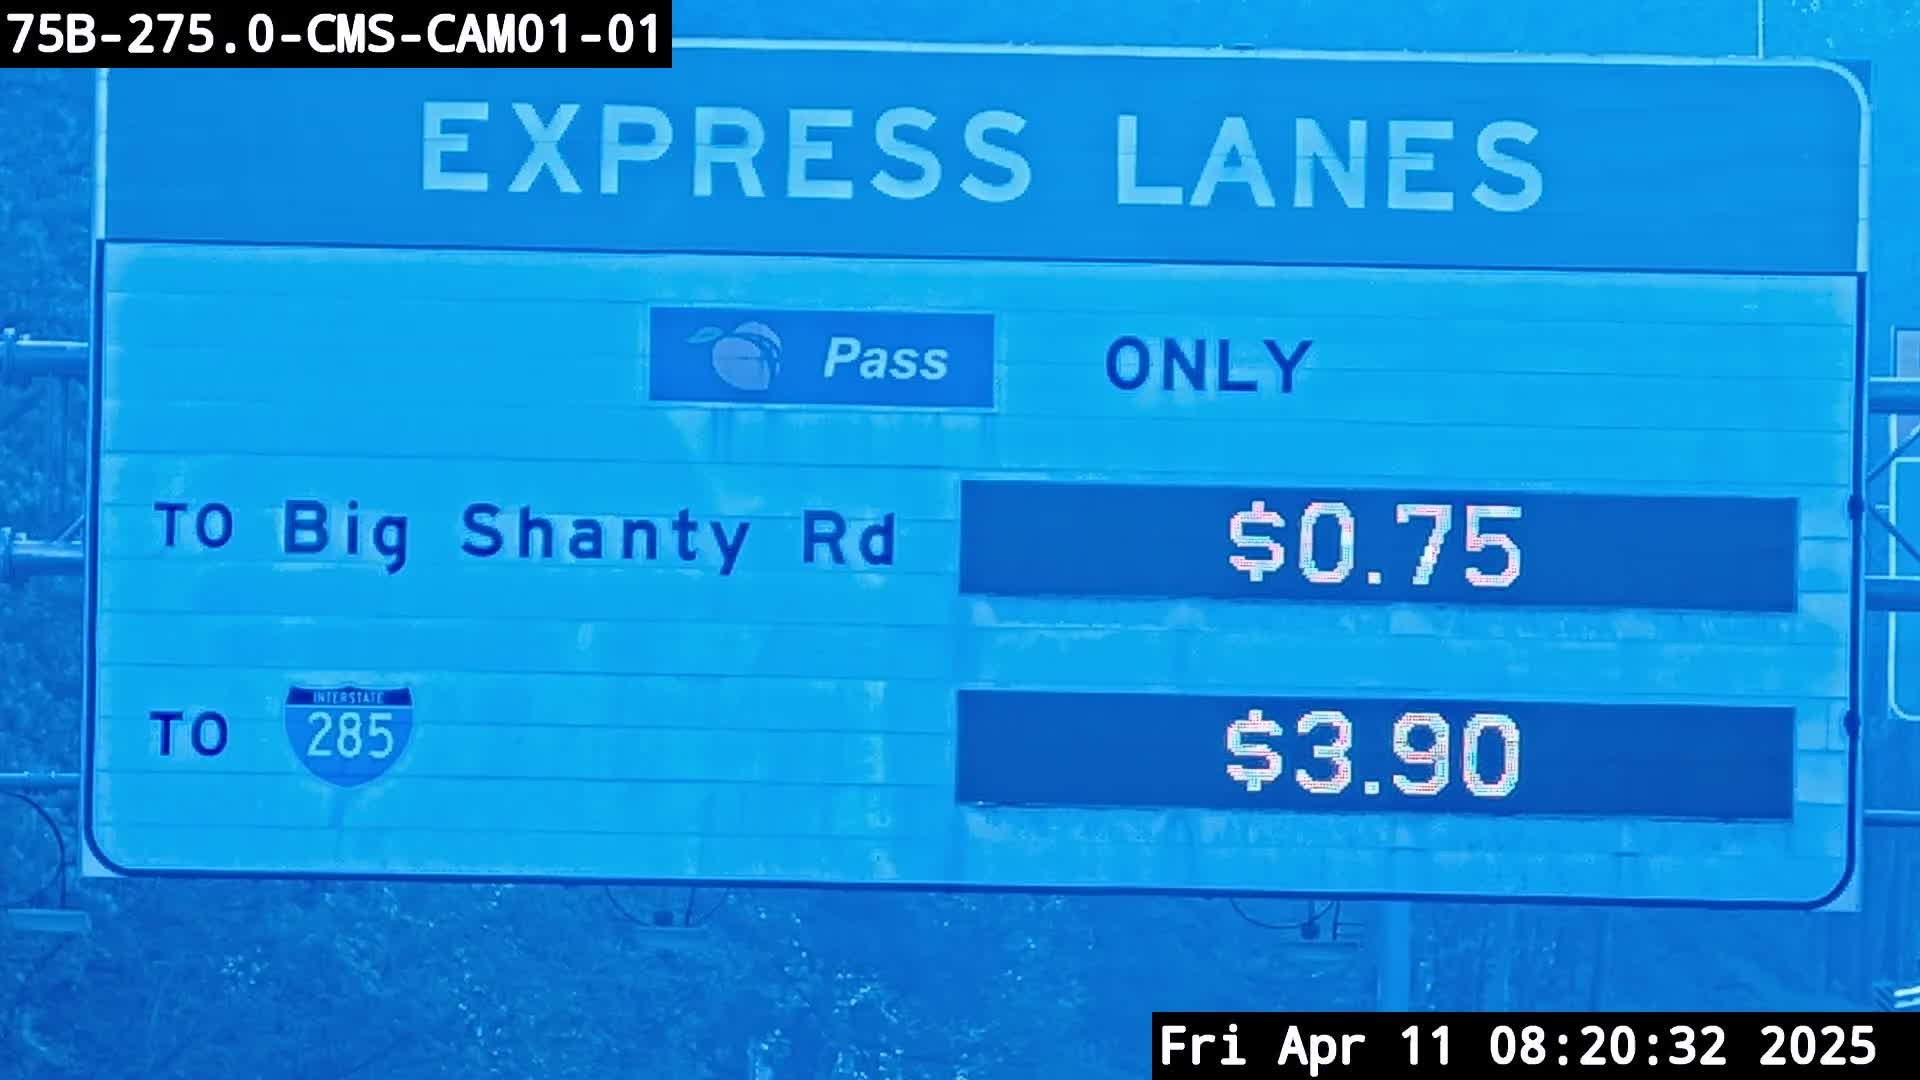 75B-275.0-CMS-CAM01-01
EXPRESS LANES
Pass ONLY
TO Big Shanty Rd $0.75
TO INTERSTATE 285 $3.90
Fri Apr 11 08:20:32 2025